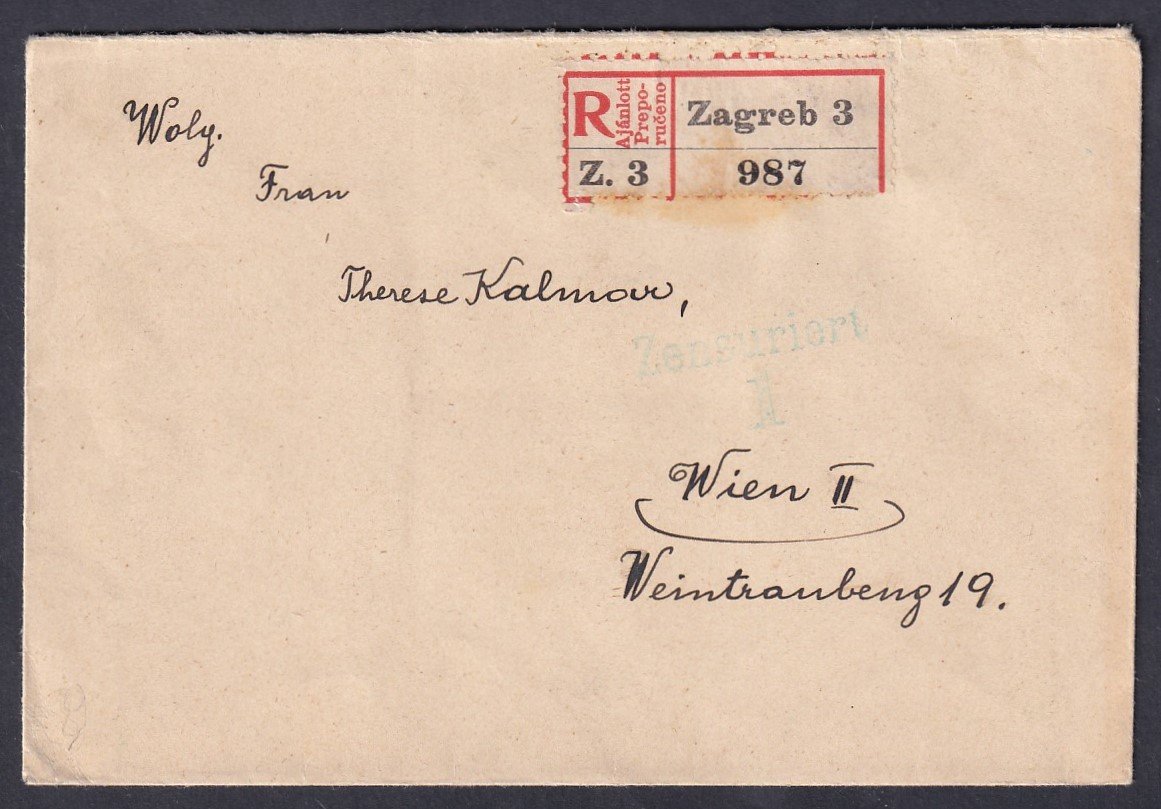 R
Ajánlott
Prepo-
ručeno
Zagreb 3
Z. 3
987
Wolg.
Frau
Therese Kalmar,
Zensuriert
1
Wien II
Weintraubeng 19.